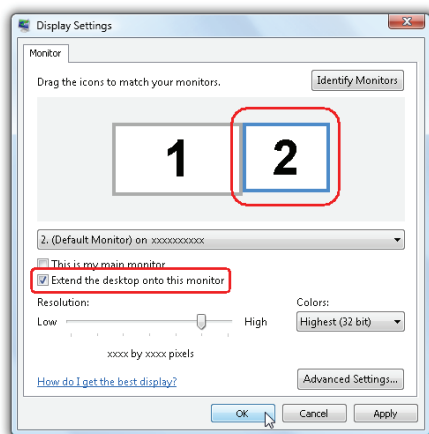 Display Settings
Monitor
Drag the icons to match your monitors.
Identify Monitors
1
2
2. (Default Monitor) on xxxxxxxxxx
This is my main monitor
Extend the desktop onto this monitor
Resolution:
Colors:
Low
High
Highest (32 bit)
xxxx by xxxx pixels
How do I get the best display?
Advanced Settings...
OK
Cancel
Apply